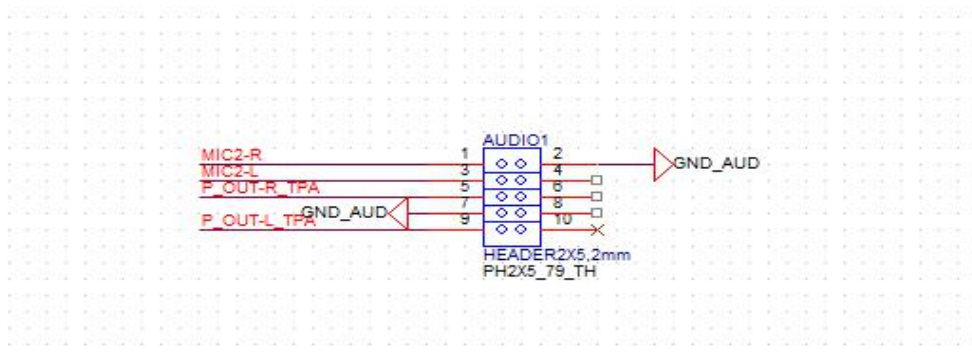 AUDIO1
MIC2-R 1 2 GND_AUD
MIC2-L 3 4
P_OUT-R_TPA 5 6
GND_AUD 7 8
P_OUT-L_TPA 9 10
HEADER2X5,2mm
PH2X5_79_TH